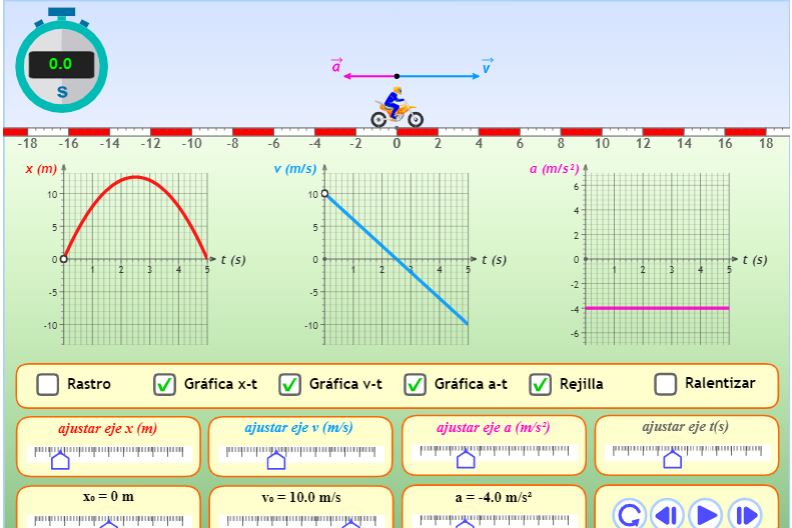 0.0
s
a v
-18 -16 -14 -12 -10 -8 -6 -4 -2 0 2 4 6 8 10 12 14 16 18
x (m) v (m/s) a (m/s²)
10 5 0 -5 -10
1 2 3 4 5 t (s)
10 5 0 -5 -10
1 2 3 4 5 t (s)
6 4 2 0 -2 -4 -6
1 2 3 4 5 t (s)
Rastro Gráfica x-t Gráfica v-t Gráfica a-t Rejilla Ralentizar
ajustar eje x (m) ajustar eje v (m/s) ajustar eje a (m/s²) ajustar eje t(s)
x₀ = 0 m v₀ = 10.0 m/s a = -4.0 m/s²